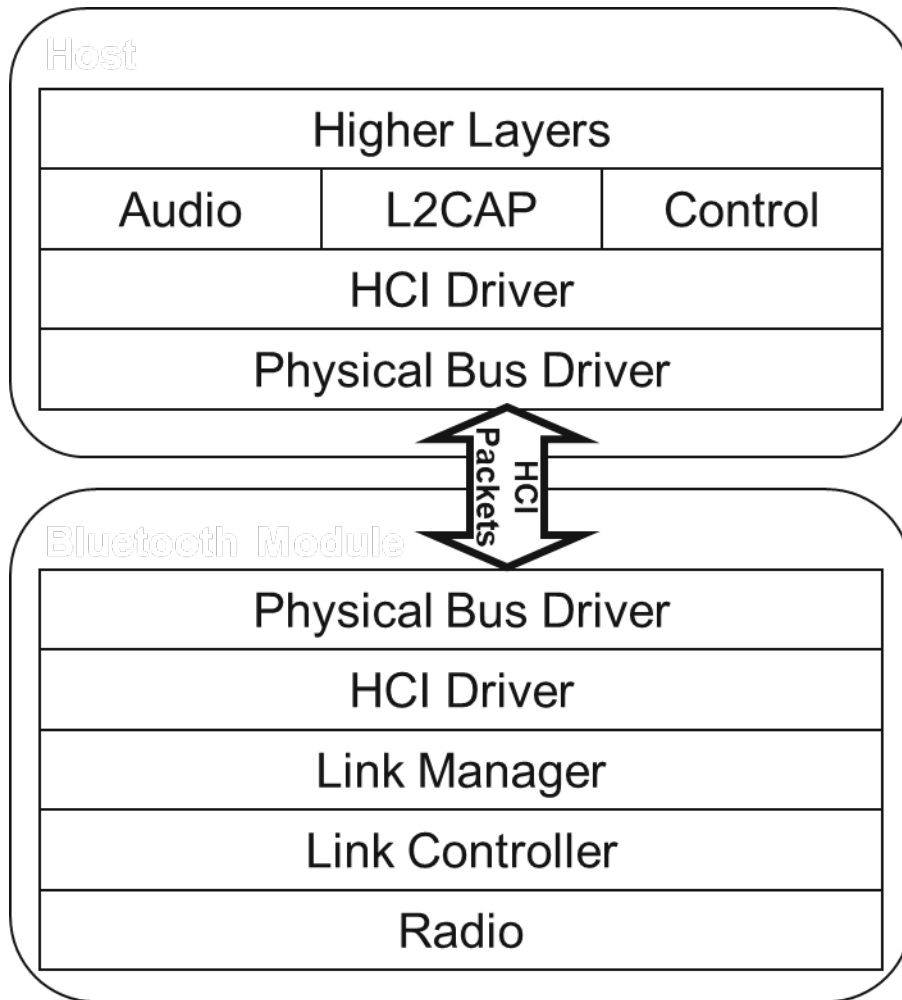 Host
Higher Layers
Audio L2CAP Control
HCI Driver
Physical Bus Driver
HCI
Packets
Bluetooth Module
Physical Bus Driver
HCI Driver
Link Manager
Link Controller
Radio